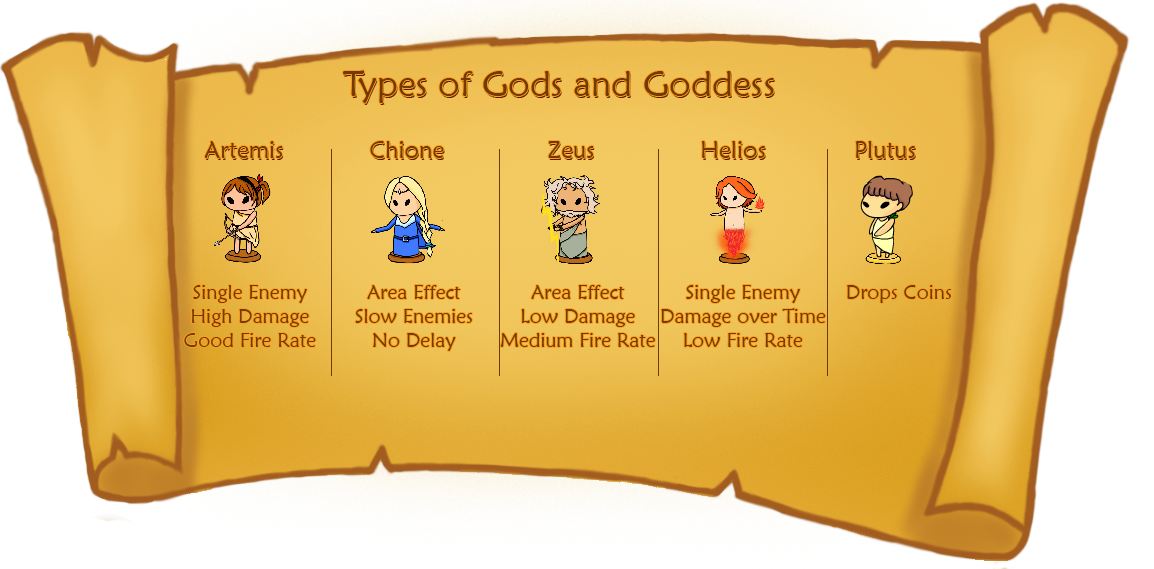 Types of Gods and Goddess
Artemis
Single Enemy
High Damage
Good Fire Rate
Chione
Area Effect
Slow Enemies
No Delay
Zeus
Area Effect
Low Damage
Medium Fire Rate
Helios
Single Enemy
Damage over Time
Low Fire Rate
Plutus
Drops Coins